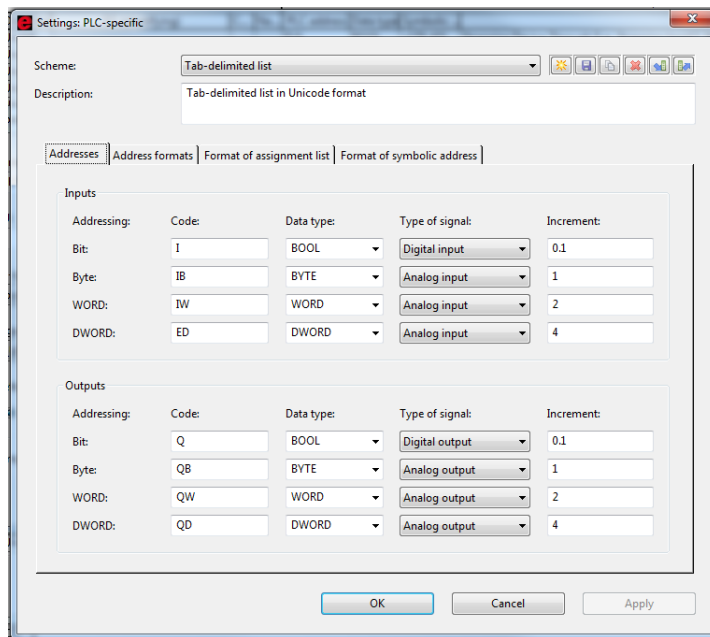 Settings: PLC-specific
Scheme: Tab-delimited list
Description: Tab-delimited list in Unicode format
Addresses Address formats Format of assignment list Format of symbolic address
Inputs
Addressing: Code: Data type: Type of signal: Increment:
Bit: I BOOL Digital input 0.1
Byte: IB BYTE Analog input 1
WORD: IW WORD Analog input 2
DWORD: ED DWORD Analog input 4
Outputs
Addressing: Code: Data type: Type of signal: Increment:
Bit: Q BOOL Digital output 0.1
Byte: QB BYTE Analog output 1
WORD: QW WORD Analog output 2
DWORD: QD DWORD Analog output 4
OK Cancel Apply